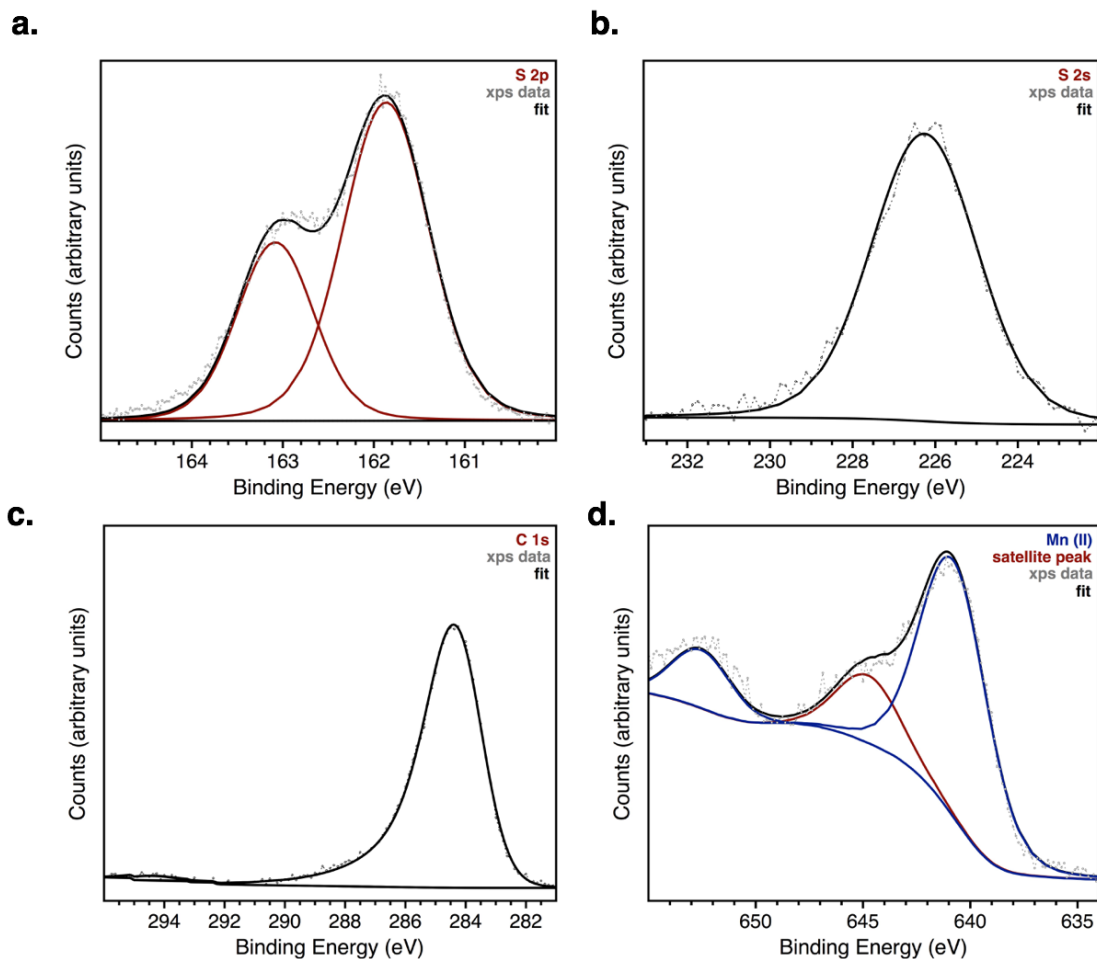 a.
S 2p
xps data
fit
Counts (arbitrary units)
164 163 162 161
Binding Energy (eV)
b.
S 2s
xps data
fit
Counts (arbitrary units)
232 230 228 226 224
Binding Energy (eV)
c.
C 1s
xps data
fit
Counts (arbitrary units)
294 292 290 288 286 284 282
Binding Energy (eV)
d.
Mn (II)
satellite peak
xps data
fit
Counts (arbitrary units)
650 645 640 635
Binding Energy (eV)